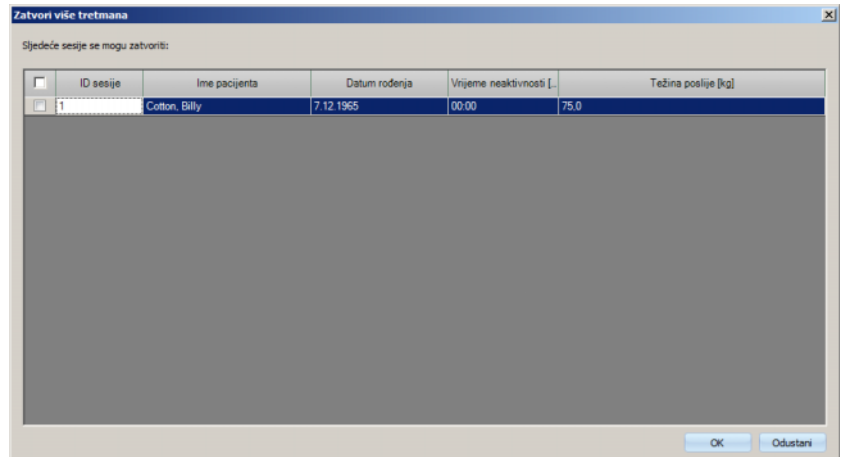 Zatvori više tretmana
Sljedeće sesije se mogu zatvoriti:
ID sesije Ime pacijenta Datum rođenja Vrijeme neaktivnosti [... Težina poslije [kg]
1 Cotton, Billy 7.12.1965 00:00 75,0
OK Odustani